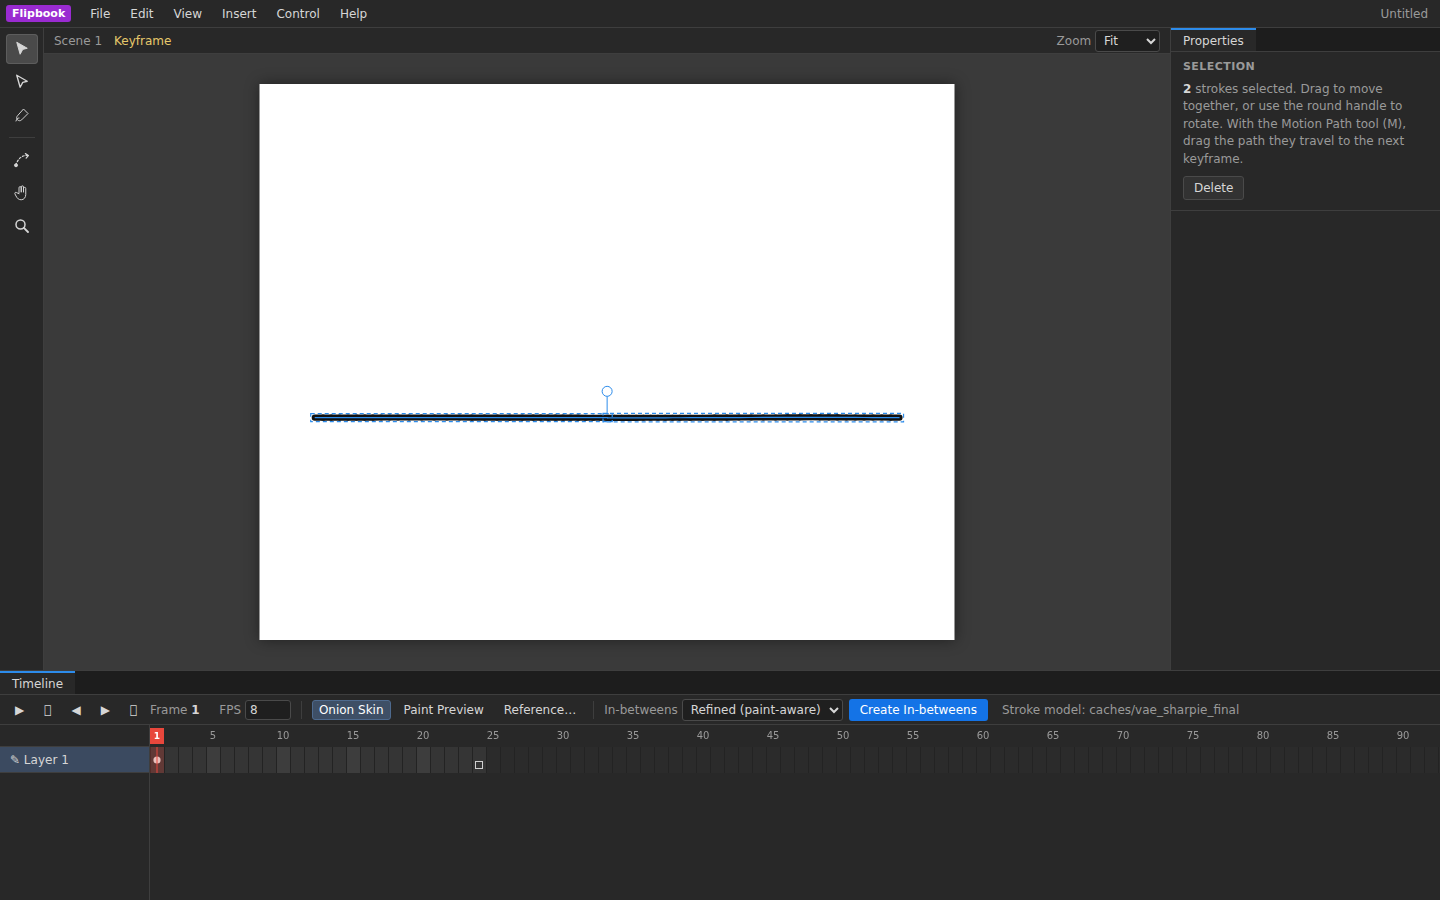 Flipbook File Edit View Insert Control Help Untitled
Scene 1 Keyframe Zoom Fit
Properties
SELECTION
2 strokes selected. Drag to move
together, or use the round handle to
rotate. With the Motion Path tool (M),
drag the path they travel to the next
keyframe.
Delete
Timeline
Frame 1 FPS 8 Onion Skin Paint Preview Reference... In-betweens Refined (paint-aware) Create In-betweens Stroke model: caches/vae_sharpie_final
1 5 10 15 20 25 30 35 40 45 50 55 60 65 70 75 80 85 90
Layer 1